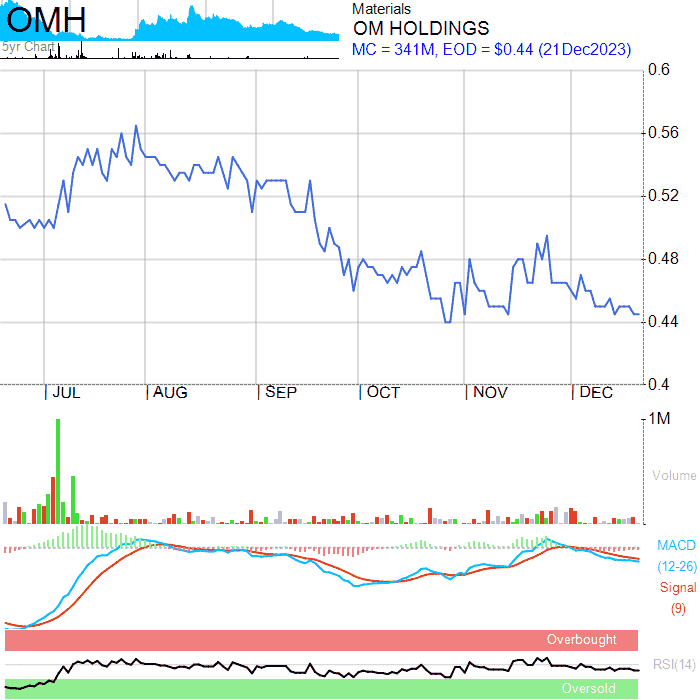 OMH
5yr Chart
Materials
OM HOLDINGS
MC = 341M, EOD = $0.44 (21Dec2023)
0.6
0.56
0.52
0.48
0.44
0.4
JUL AUG SEP OCT NOV DEC
1M
Volume
MACD
(12-26)
Signal
(9)
Overbought
RSI(14)
Oversold